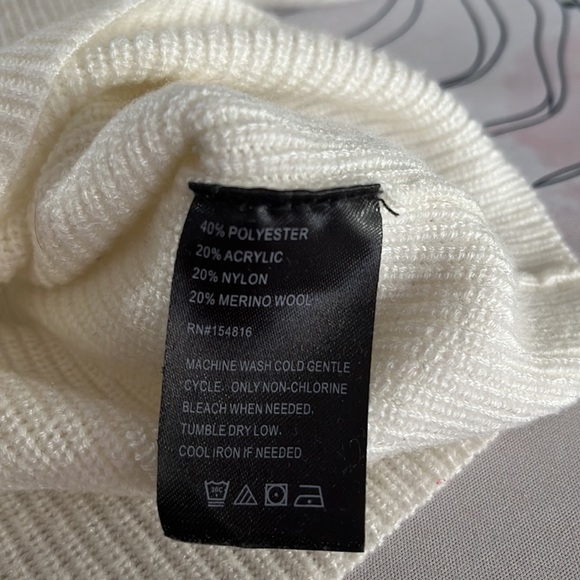 40% POLYESTER
20% ACRYLIC
20% NYLON
20% MERINO WOOL
RN#154816
MACHINE WASH COLD GENTLE
CYCLE. ONLY NON-CHLORINE
BLEACH WHEN NEEDED.
TUMBLE DRY LOW.
COOL IRON IF NEEDED